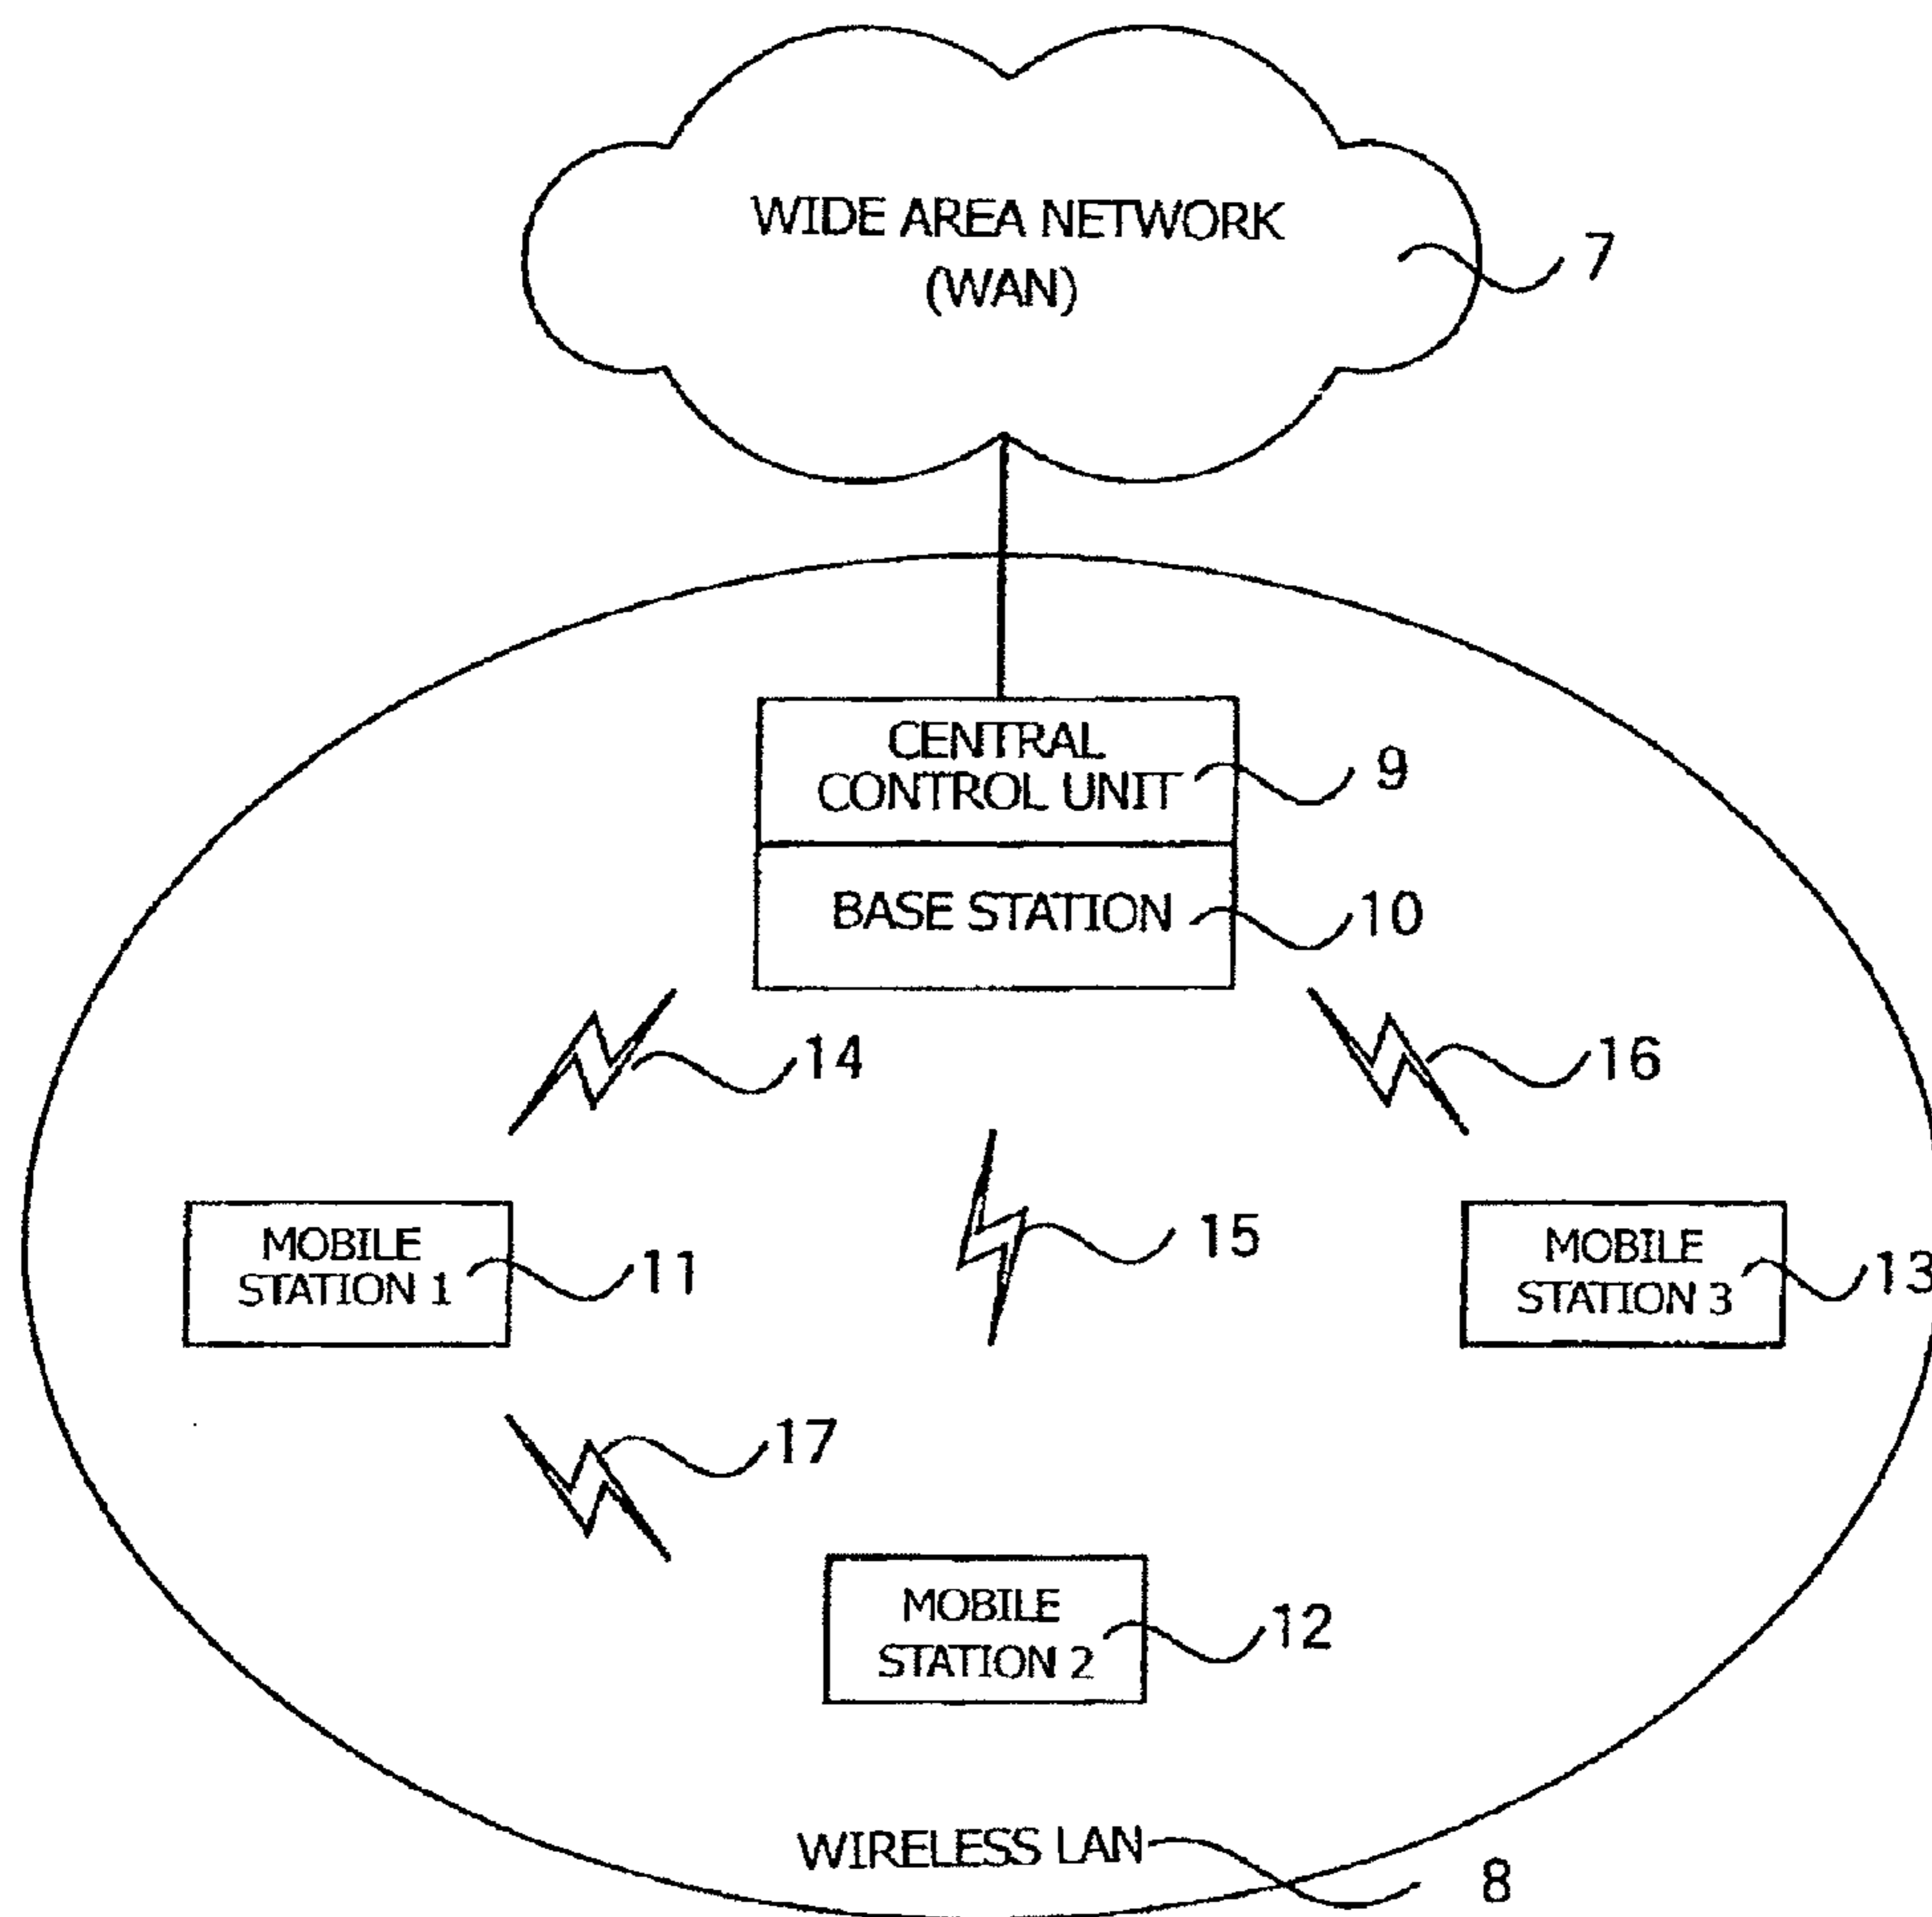 WIDE AREA NETWORK
(WAN)
7
CENTRAL
CONTROL UNIT
9
BASE STATION
10
14
16
MOBILE
STATION 1
11
15
MOBILE
STATION 3
13
17
MOBILE
STATION 2
12
WIRELESS LAN
8